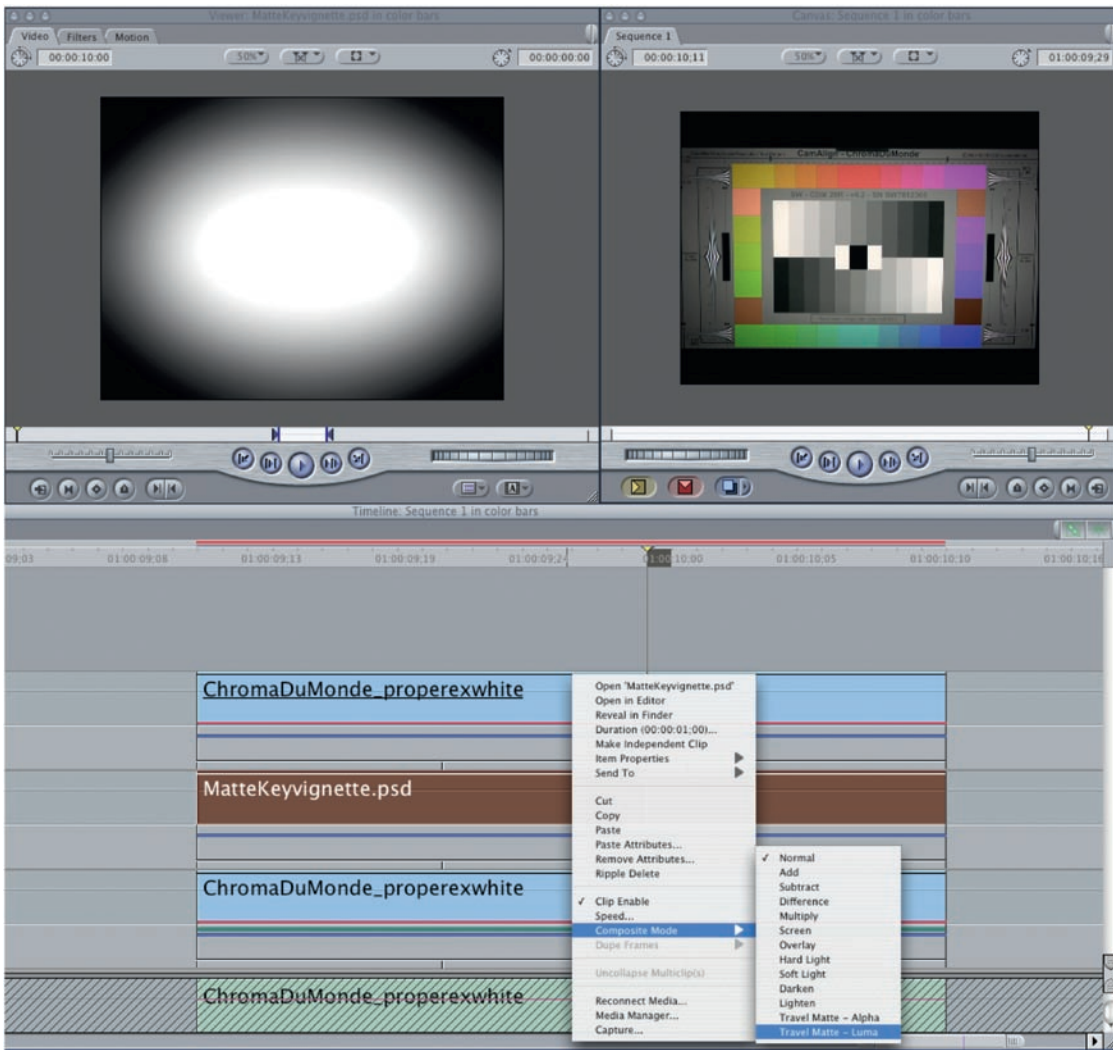 Viewer: MatteKeyvignette.psd in color bars
Canvas: Sequence 1 in color bars
Video Filters Motion
Sequence 1
00:00:10:00 50% 00:00:00:00
00:00:10;11 50% 01:00:09;29
CamAlign - ChromaDuMonde
A
Timeline: Sequence 1 in color bars
09;03 01:00:09;08 01:00:09;13 01:00:09;19 01:00:09;24 01:00:10;00 01:00:10;05 01:00:10;10 01:00:10;16
ChromaDuMonde_properexwhite
MatteKeyvignette.psd
ChromaDuMonde_properexwhite
ChromaDuMonde_properexwhite
Open 'MatteKeyvignette.psd'
Open in Editor
Reveal in Finder
Duration (00:00:01;00)...
Make Independent Clip
Item Properties
Send To
Cut
Copy
Paste
Paste Attributes...
Remove Attributes...
Ripple Delete
✓ Clip Enable
Speed...
Composite Mode
Dupe Frames
Uncollapse Multiclip(s)
Reconnect Media...
Media Manager...
Capture...
✓ Normal
Add
Subtract
Difference
Multiply
Screen
Overlay
Hard Light
Soft Light
Darken
Lighten
Travel Matte - Alpha
Travel Matte - Luma